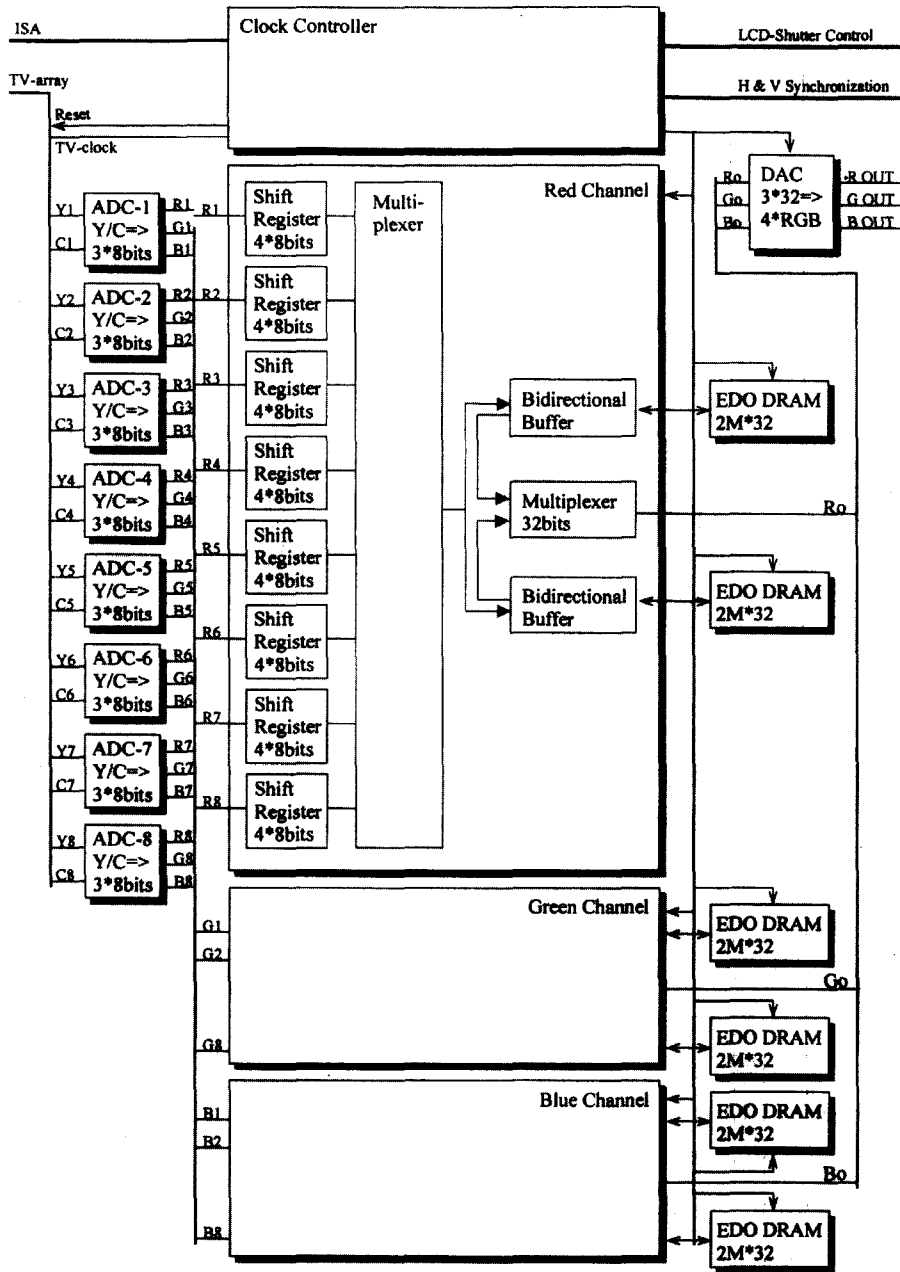 Clock Controller
ISA
LCD-Shutter Control
TV-array
H & V Synchronization
Reset
TV-clock
Red Channel
DAC
3*32=>
4*RGB
Ro
Go
Bo
R OUT
G OUT
B OUT
Y1
C1
ADC-1
Y/C=>
3*8bits
R1
G1
B1
R1
Shift
Register
4*8bits
Multi-
plexer
Y2
C2
ADC-2
Y/C=>
3*8bits
R2
G2
B2
R2
Shift
Register
4*8bits
Y3
C3
ADC-3
Y/C=>
3*8bits
R3
G3
B3
R3
Shift
Register
4*8bits
Bidirectional
Buffer
EDO DRAM
2M*32
Y4
C4
ADC-4
Y/C=>
3*8bits
R4
G4
B4
R4
Shift
Register
4*8bits
Multiplexer
32bits
Ro
Y5
C5
ADC-5
Y/C=>
3*8bits
R5
G5
B5
R5
Shift
Register
4*8bits
Bidirectional
Buffer
EDO DRAM
2M*32
Y6
C6
ADC-6
Y/C=>
3*8bits
R6
G6
B6
R6
Shift
Register
4*8bits
Y7
C7
ADC-7
Y/C=>
3*8bits
R7
G7
B7
R7
Shift
Register
4*8bits
Y8
C8
ADC-8
Y/C=>
3*8bits
R8
G8
B8
R8
Shift
Register
4*8bits
Green Channel
G1
G2
G8
EDO DRAM
2M*32
Go
EDO DRAM
2M*32
Blue Channel
B1
B2
B8
EDO DRAM
2M*32
Bo
EDO DRAM
2M*32